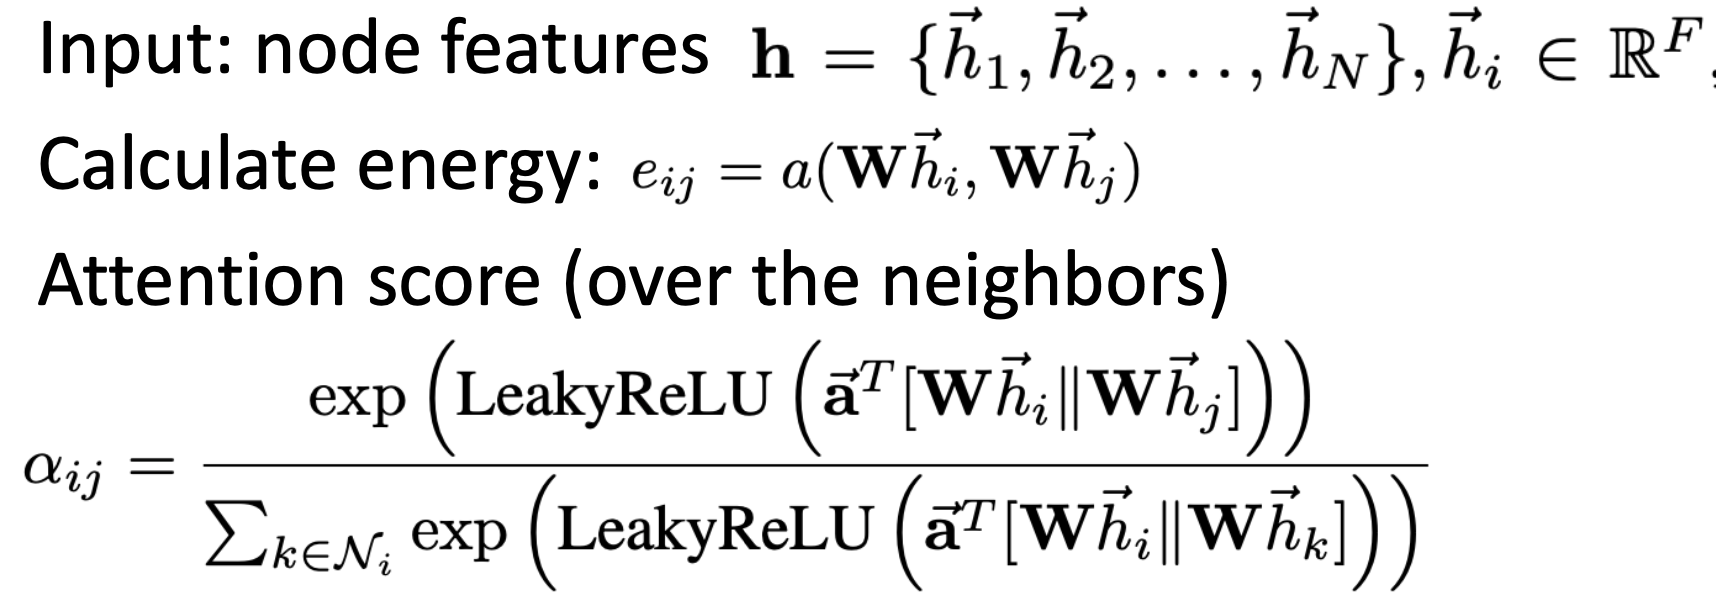 Input: node features $\mathbf{h} = \{\vec{h}_1, \vec{h}_2, \ldots, \vec{h}_N\}, \vec{h}_i \in \mathbb{R}^F,$
Calculate energy: $e_{ij} = a(\mathbf{W}\vec{h}_i, \mathbf{W}\vec{h}_j)$
Attention score (over the neighbors)
$\alpha_{ij} = \frac{\exp\left(\text{LeakyReLU}\left(\vec{\mathbf{a}}^T[\mathbf{W}\vec{h}_i \| \mathbf{W}\vec{h}_j]\right)\right)}{\sum_{k \in \mathcal{N}_i} \exp\left(\text{LeakyReLU}\left(\vec{\mathbf{a}}^T[\mathbf{W}\vec{h}_i \| \mathbf{W}\vec{h}_k]\right)\right)}$